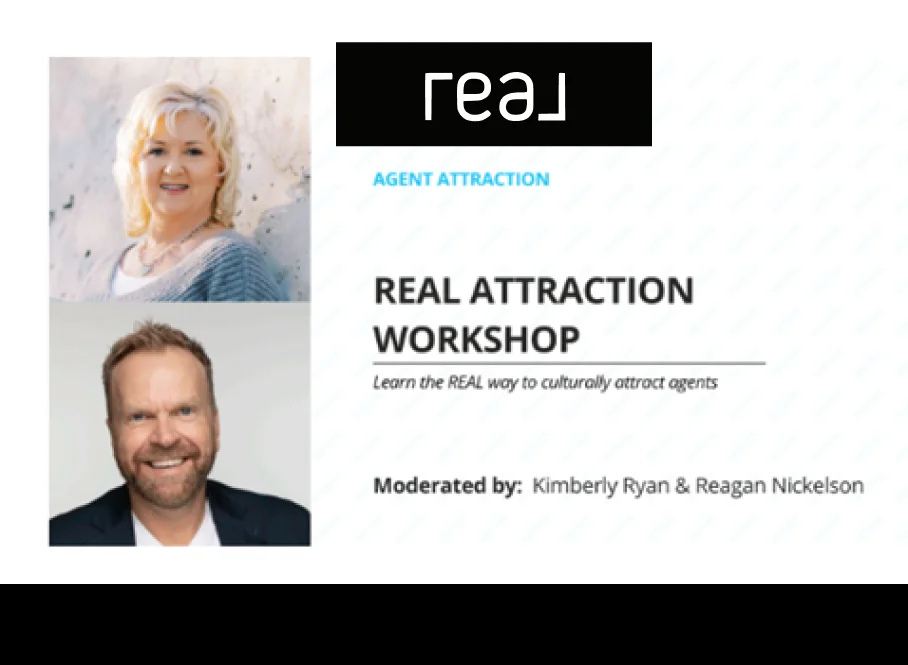 real
AGENT ATTRACTION
REAL ATTRACTION
WORKSHOP
Learn the REAL way to culturally attract agents
Moderated by: Kimberly Ryan & Reagan Nickelson